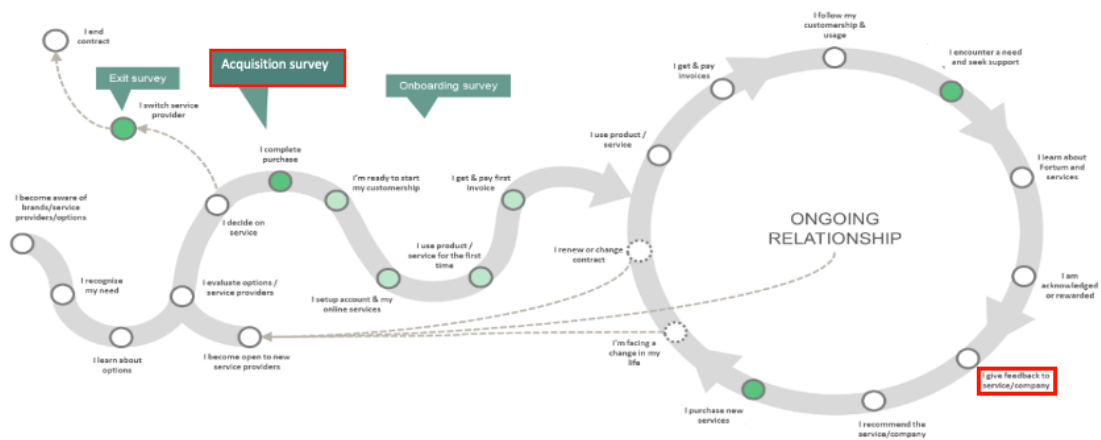 I end
contract
Exit survey
I switch service
provider
Acquisition survey
Onboarding survey
I complete
purchase
I'm ready to start
my customership
I get & pay first
invoice
I become aware of
brands/service
providers/options
I decide on
service
I recognize
my need
I evaluate options /
service providers
I use product /
service for the first
time
I setup account & my
online services
I learn about
options
I become open to new
service providers
I follow my
customership &
usage
I get & pay
invoices
I encounter a need
and seek support
I use product /
service
I learn about
Fortum and
services
ONGOING
RELATIONSHIP
I renew or change
contract
I am
acknowledged
or rewarded
I'm facing a
change in my
life
I give feedback to
service/company
I purchase new
services
I recommend the
service/company